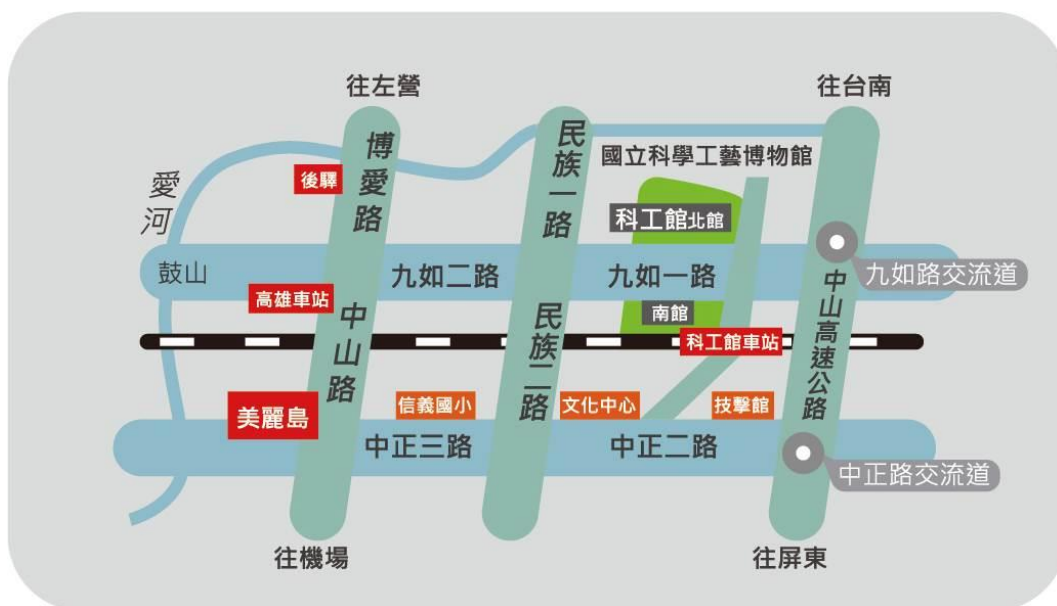 往左營
往台南
博愛路
民族一路
國立科學工藝博物館
後驛
愛河
科工館北館
鼓山
九如二路
九如一路
九如路交流道
高雄車站
南館
中山路
民族二路
科工館車站
中山高速公路
美麗島
信義國小
文化中心
技擊館
中正三路
中正二路
中正路交流道
往機場
往屏東